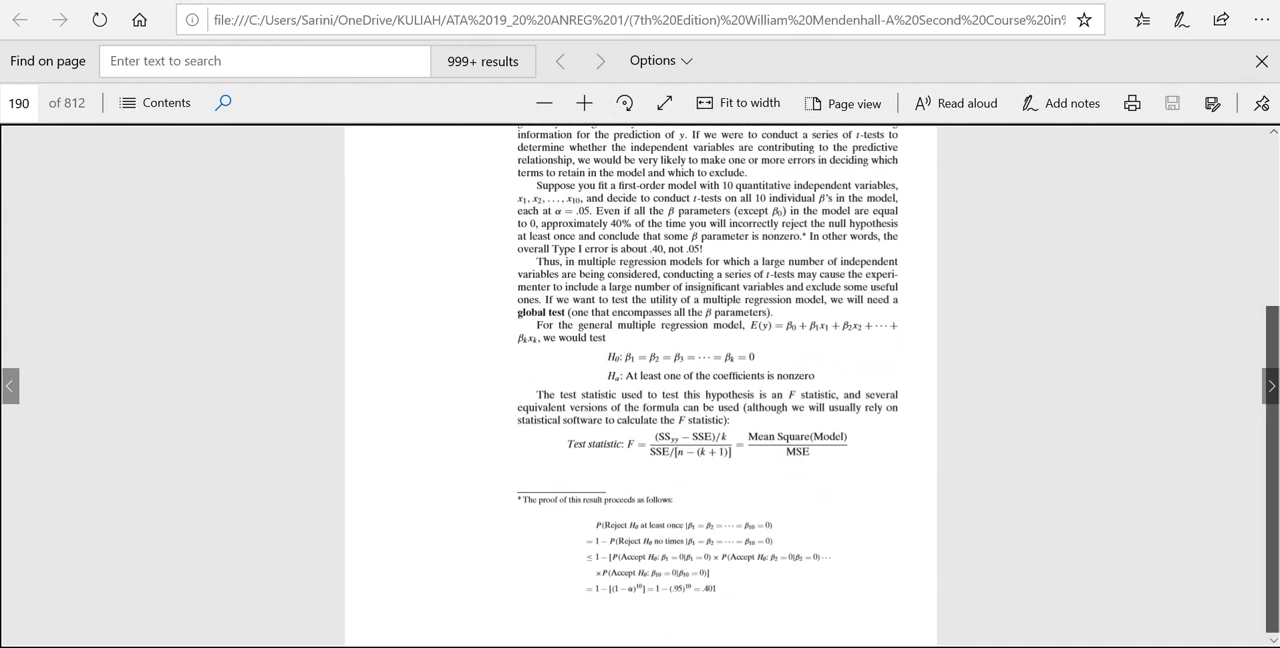 file:///C:/Users/Sarini/OneDrive/KULIAH/ATA%2019_20%20ANREG%201/(7th%20Edition)%20William%20Mendenhall-A%20Second%20Course%20in%
Find on page Enter text to search 999+ results Options
190 of 812 Contents Fit to width Page view Read aloud Add notes
information for the prediction of y. If we were to conduct a series of t-tests to
determine whether the independent variables are contributing to the predictive
relationship, we would be very likely to make one or more errors in deciding which
terms to retain in the model and which to exclude.
Suppose you fit a first-order model with 10 quantitative independent variables,
x₁, x₂, . . . , x₁₀, and decide to conduct t-tests on all 10 individual β's in the model,
each at α = .05. Even if all the β parameters (except β₀) in the model are equal
to 0, approximately 40% of the time you will incorrectly reject the null hypothesis
at least once and conclude that some β parameter is nonzero.* In other words, the
overall Type I error is about .40, not .05!
Thus, in multiple regression models for which a large number of independent
variables are being considered, conducting a series of t-tests may cause the experi-
menter to include a large number of insignificant variables and exclude some useful
ones. If we want to test the utility of a multiple regression model, we will need a
global test (one that encompasses all the β parameters).
For the general multiple regression model, E(y) = β₀ + β₁x₁ + β₂x₂ + · · · +
βₖxₖ, we would test
H₀: β₁ = β₂ = β₃ = · · · = βₖ = 0
Hₐ: At least one of the coefficients is nonzero
The test statistic used to test this hypothesis is an F statistic, and several
equivalent versions of the formula can be used (although we will usually rely on
statistical software to calculate the F statistic):
Test statistic: F = (SSyy − SSE)/k / SSE/[n − (k + 1)] = Mean Square(Model) / MSE
* The proof of this result proceeds as follows:
P(Reject H₀ at least once |β₁ = β₂ = · · · = β₁₀ = 0)
= 1 − P(Reject H₀ no times |β₁ = β₂ = · · · = β₁₀ = 0)
≤ 1 − [P(Accept H₀: β₁ = 0|β₁ = 0) × P(Accept H₀: β₂ = 0|β₂ = 0) · · ·
× P(Accept H₀: β₁₀ = 0|β₁₀ = 0)]
= 1 − [(1 − α)¹⁰] = 1 − (.95)¹⁰ = .401